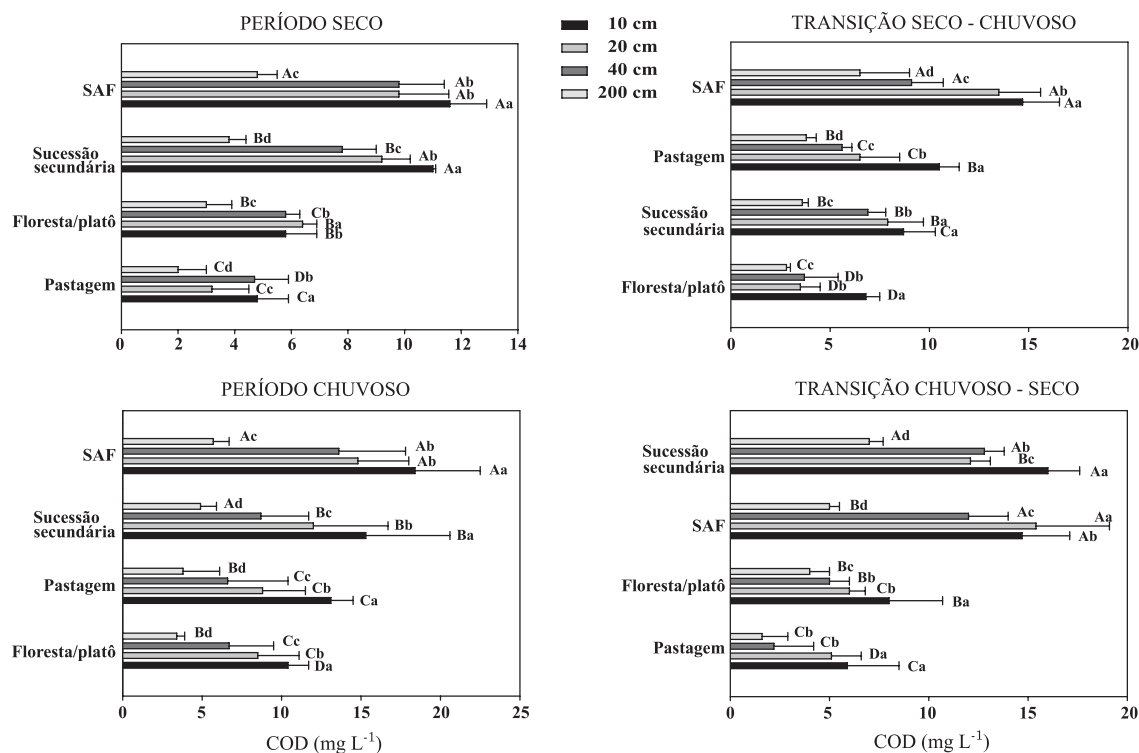 PERÍODO SECO
SAF
Ac
Ab
Ab
Aa
Sucessão
secundária
Bd
Bc
Ab
Aa
Floresta/platô
Bc
Cb
Ba
Bb
Pastagem
Cd
Db
Cc
Ca
0 2 4 6 8 10 12 14
10 cm
20 cm
40 cm
200 cm
TRANSIÇÃO SECO - CHUVOSO
SAF
Ad
Ac
Ab
Aa
Pastagem
Bd
Cc
Cb
Ba
Sucessão
secundária
Bc
Bb
Ba
Ca
Floresta/platô
Cc
Db
Db
Da
0 5 10 15 20
PERÍODO CHUVOSO
SAF
Ac
Ab
Ab
Aa
Sucessão
secundária
Ad
Bc
Bb
Ba
Pastagem
Bd
Cc
Cb
Ca
Floresta/platô
Bd
Cc
Cb
Da
0 5 10 15 20 25
COD (mg L-1)
TRANSIÇÃO CHUVOSO - SECO
Sucessão
secundária
Ad
Ab
Bc
Aa
SAF
Bd
Ac
Aa
Ab
Floresta/platô
Bc
Bb
Cb
Ba
Pastagem
Cb
Cb
Da
Ca
0 5 10 15 20
COD (mg L-1)